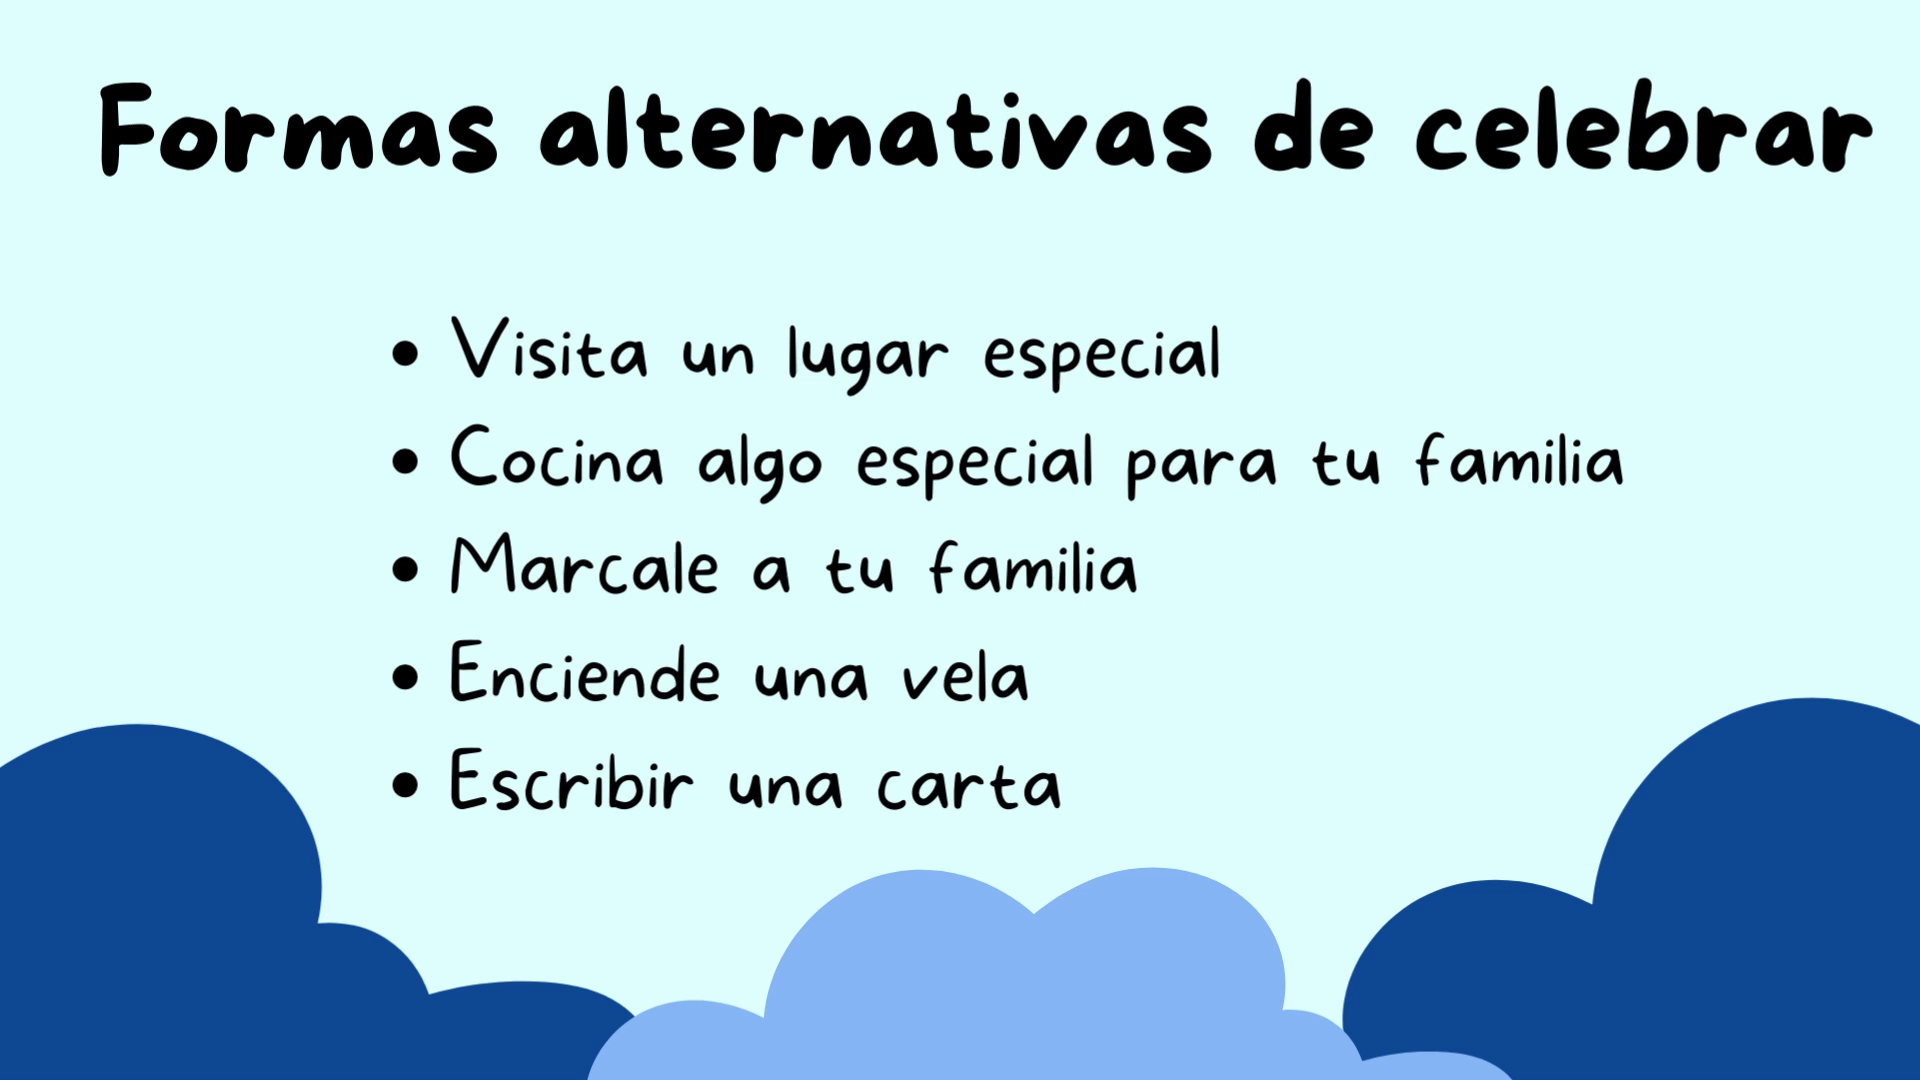 Formas alternativas de celebrar
• Visita un lugar especial
• Cocina algo especial para tu familia
• Marcale a tu familia
• Enciende una vela
• Escribir una carta